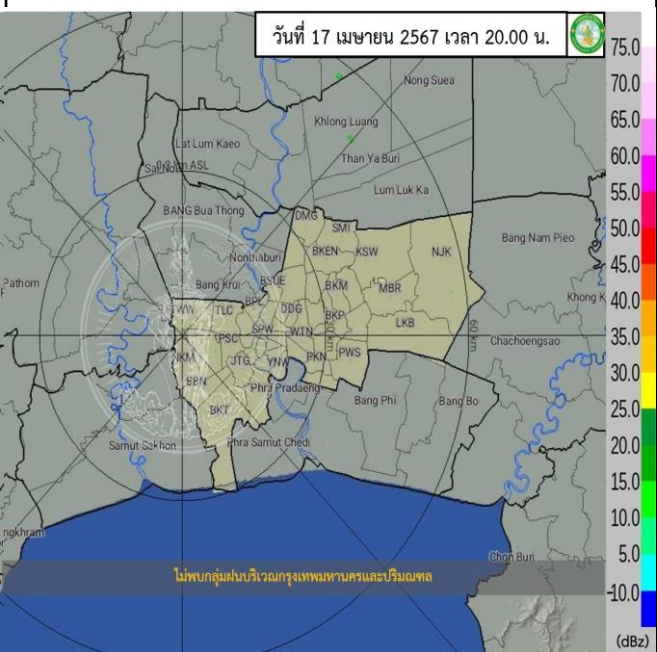 วันที่ 17 เมษายน 2567 เวลา 20.00 น.
75.0
70.0
65.0
60.0
55.0
50.0
45.0
40.0
35.0
30.0
25.0
20.0
15.0
10.0
5.0
-10.0
(dBz)
Nong Suea
Khlong Luang
Lat Lum Kaeo
Than Ya Buri
km ASL
Lum Luk Ka
BANG Bua Thong
DMG
SMI
BKEN
KSW
NJK
Bang Nam Pieo
Nonthaburi
Pathom
Bang Krui
BSUE
BKM
MBR
Khong K
BPL
TWW
TLC
DDG
BKP
LKB
SPW
WTN
PSC
Chachoengsao
60 km
NKM
JTG
YNW
PKN
PWS
BBN
Phra Pradaeng
BKT
Bang Phi
Bang Bo
Samut Sakhon
Phra Samut Chedi
ngkhram
Chon Buri
ไม่พบกลุ่มฝนบริเวณกรุงเทพมหานครและปริมณฑล